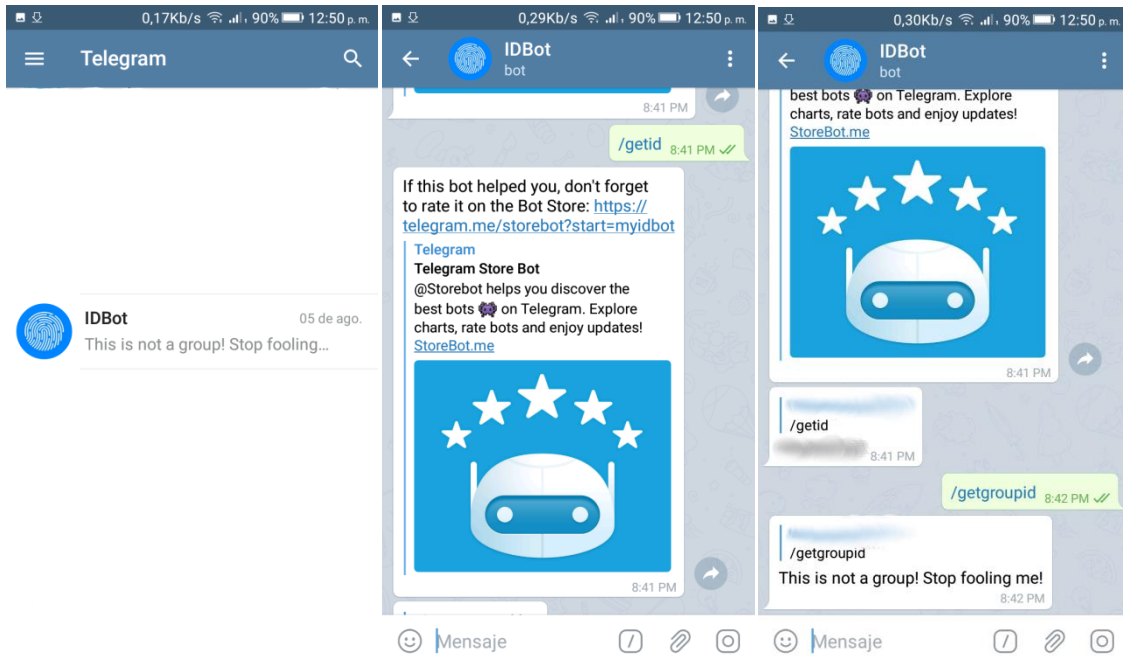 0,17Kb/s 90% 12:50 p. m.
Telegram
IDBot 05 de ago.
This is not a group! Stop fooling...
0,29Kb/s 90% 12:50 p. m.
IDBot
bot
8:41 PM
/getid 8:41 PM
If this bot helped you, don't forget
to rate it on the Bot Store: https://
telegram.me/storebot?start=myidbot
Telegram
Telegram Store Bot
@Storebot helps you discover the
best bots 👾 on Telegram. Explore
charts, rate bots and enjoy updates!
StoreBot.me
8:41 PM
Mensaje
0,30Kb/s 90% 12:50 p. m.
IDBot
bot
best bots 👾 on Telegram. Explore
charts, rate bots and enjoy updates!
StoreBot.me
8:41 PM
/getid
8:41 PM
/getgroupid 8:42 PM
/getgroupid
This is not a group! Stop fooling me!
8:42 PM
Mensaje